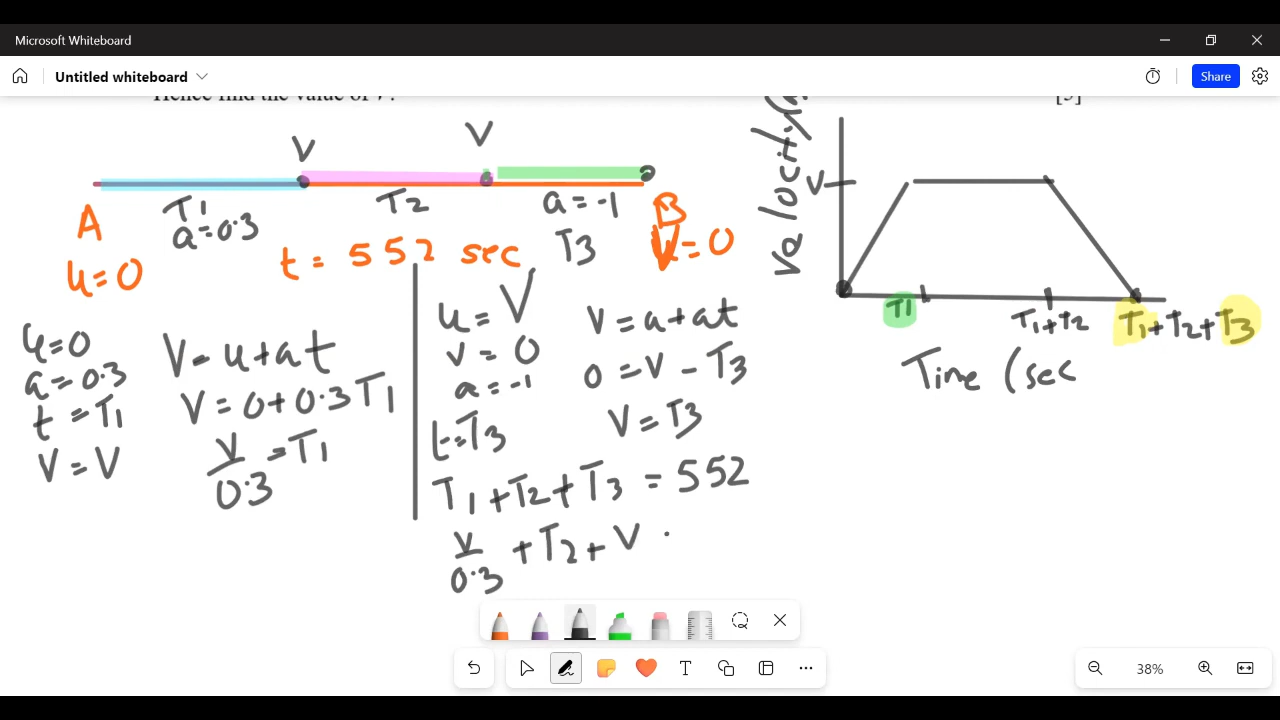 Microsoft Whiteboard
Untitled whiteboard
Share
Hence find the value of V.
[5]
V
V
T1
a=0.3
T2
a=-1
T3
A
u=0
t = 552 sec
B
V=0
u=0
a=0.3
t=T1
V=V
V=u+at
V=0+0.3T1
V/0.3=T1
u=V
v=0
a=-1
t=T3
V=u+at
0=V-T3
V=T3
T1+T2+T3=552
V/0.3+T2+V
Velocity
V
T1
T1+T2
T1+T2+T3
Time (sec
38%